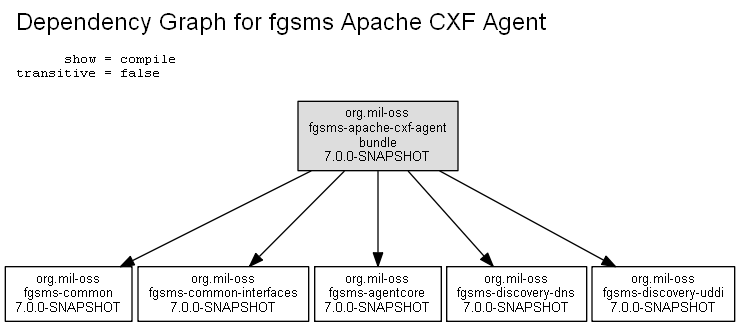 Dependency Graph for fgsms Apache CXF Agent
show = compile
transitive = false
org.mil-oss
fgsms-apache-cxf-agent
bundle
7.0.0-SNAPSHOT
org.mil-oss
fgsms-common
7.0.0-SNAPSHOT
org.mil-oss
fgsms-common-interfaces
7.0.0-SNAPSHOT
org.mil-oss
fgsms-agentcore
7.0.0-SNAPSHOT
org.mil-oss
fgsms-discovery-dns
7.0.0-SNAPSHOT
org.mil-oss
fgsms-discovery-uddi
7.0.0-SNAPSHOT